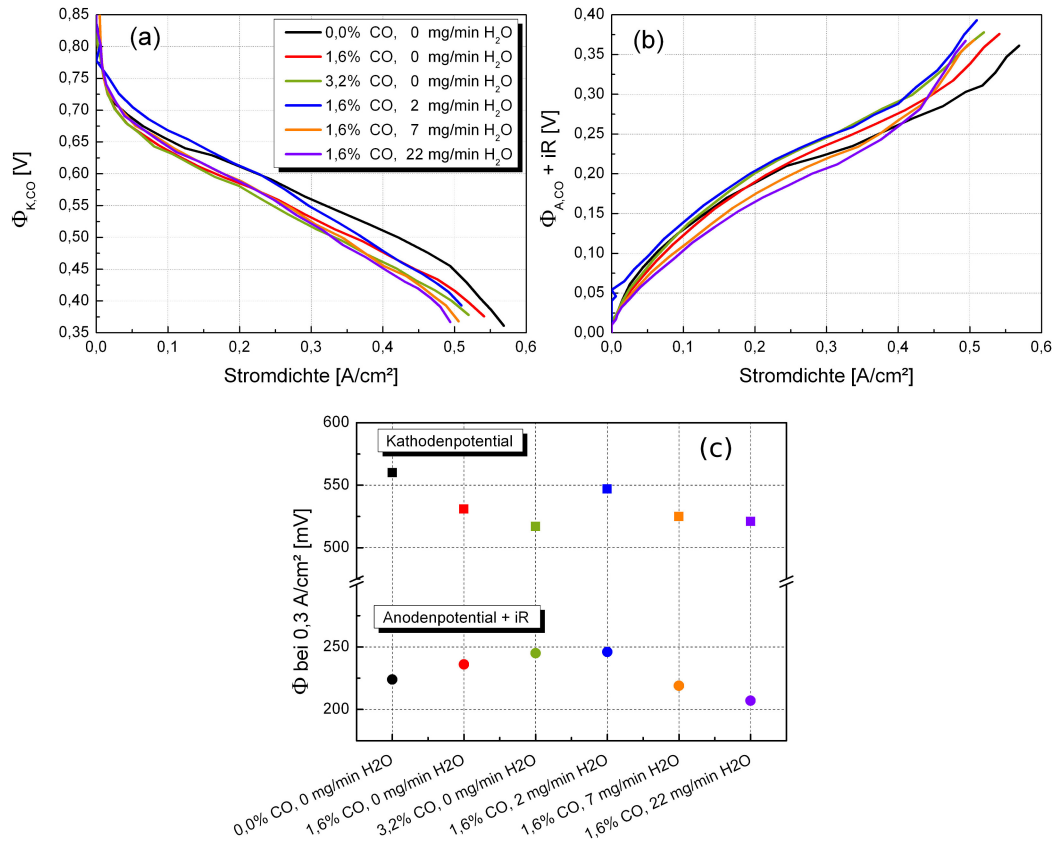 (a)
0,0% CO, 0 mg/min H₂O
1,6% CO, 0 mg/min H₂O
3,2% CO, 0 mg/min H₂O
1,6% CO, 2 mg/min H₂O
1,6% CO, 7 mg/min H₂O
1,6% CO, 22 mg/min H₂O
0,85
0,80
0,75
0,70
0,65
0,60
0,55
0,50
0,45
0,40
0,35
Φ_K,CO [V]
0,0 0,1 0,2 0,3 0,4 0,5 0,6
Stromdichte [A/cm²]
(b)
0,40
0,35
0,30
0,25
0,20
0,15
0,10
0,05
0,00
Φ_A,CO + iR [V]
0,0 0,1 0,2 0,3 0,4 0,5 0,6
Stromdichte [A/cm²]
(c)
Kathodenpotential
Anodenpotential + iR
600
550
500
250
200
Φ bei 0,3 A/cm² [mV]
0,0% CO, 0 mg/min H2O
1,6% CO, 0 mg/min H2O
3,2% CO, 0 mg/min H2O
1,6% CO, 2 mg/min H2O
1,6% CO, 7 mg/min H2O
1,6% CO, 22 mg/min H2O